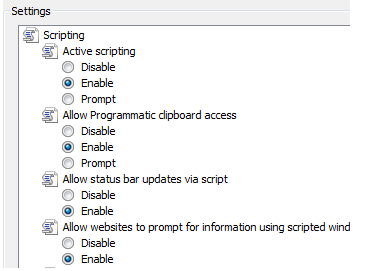 Settings
Scripting
Active scripting
Disable
Enable
Prompt
Allow Programmatic clipboard access
Disable
Enable
Prompt
Allow status bar updates via script
Disable
Enable
Allow websites to prompt for information using scripted wind
Disable
Enable